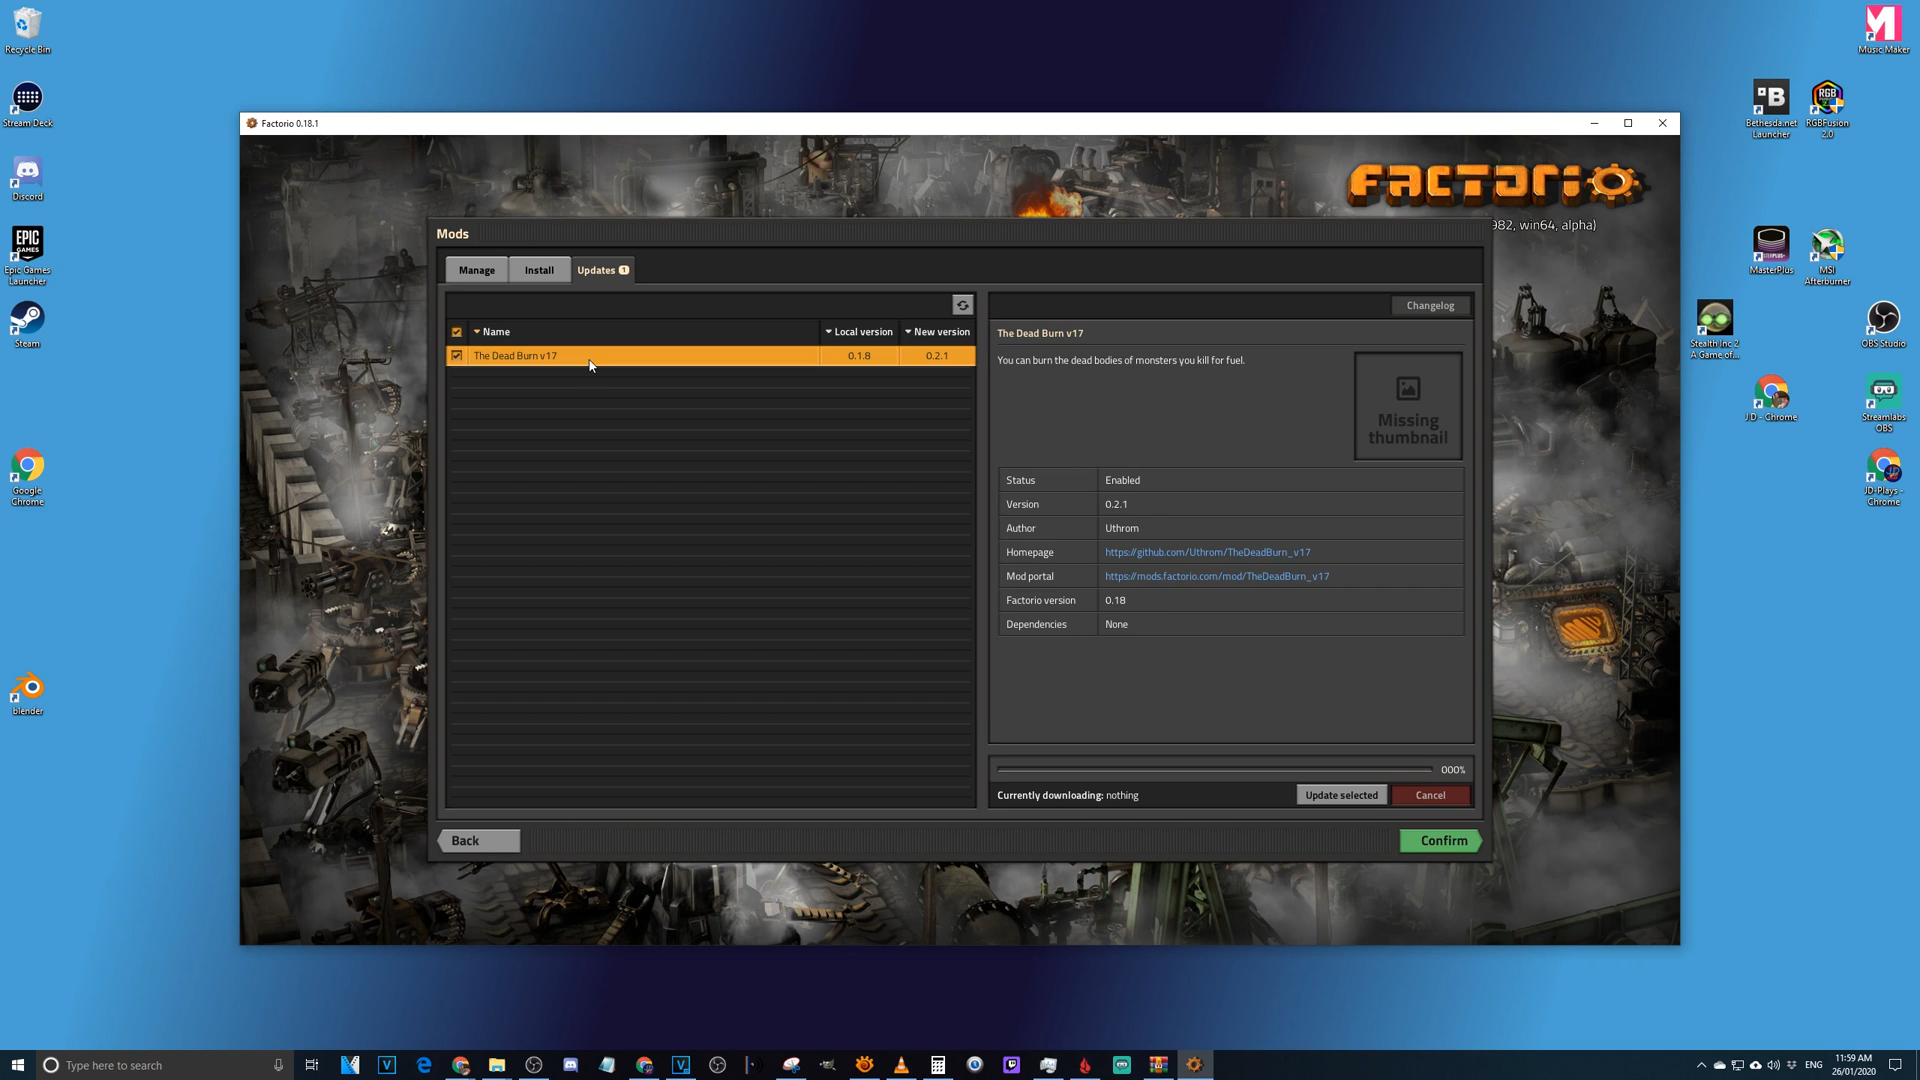 Recycle Bin
Stream Deck
Discord
EPIC GAMES
Epic Games
Launcher
Steam
Google
Chrome
blender
Music Maker
Bethesda.net
Launcher
RGB
RGBFusion
2.0
MasterPlus
MSI
Afterburner
Stealth Inc 2
A Game of...
OBS Studio
JD - Chrome
Streamlabs
OBS
JD-Plays -
Chrome
Factorio 0.18.1
FACTORIO
982, win64, alpha)
Mods
Manage
Install
Updates 1
Name
Local version
New version
The Dead Burn v17
0.1.8
0.2.1
Changelog
The Dead Burn v17
You can burn the dead bodies of monsters you kill for fuel.
Missing
thumbnail
Status Enabled
Version 0.2.1
Author Uthrom
Homepage https://github.com/Uthrom/TheDeadBurn_v17
Mod portal https://mods.factorio.com/mod/TheDeadBurn_v17
Factorio version 0.18
Dependencies None
000%
Currently downloading: nothing
Update selected
Cancel
Back
Confirm
Type here to search
ENG
11:59 AM
26/01/2020